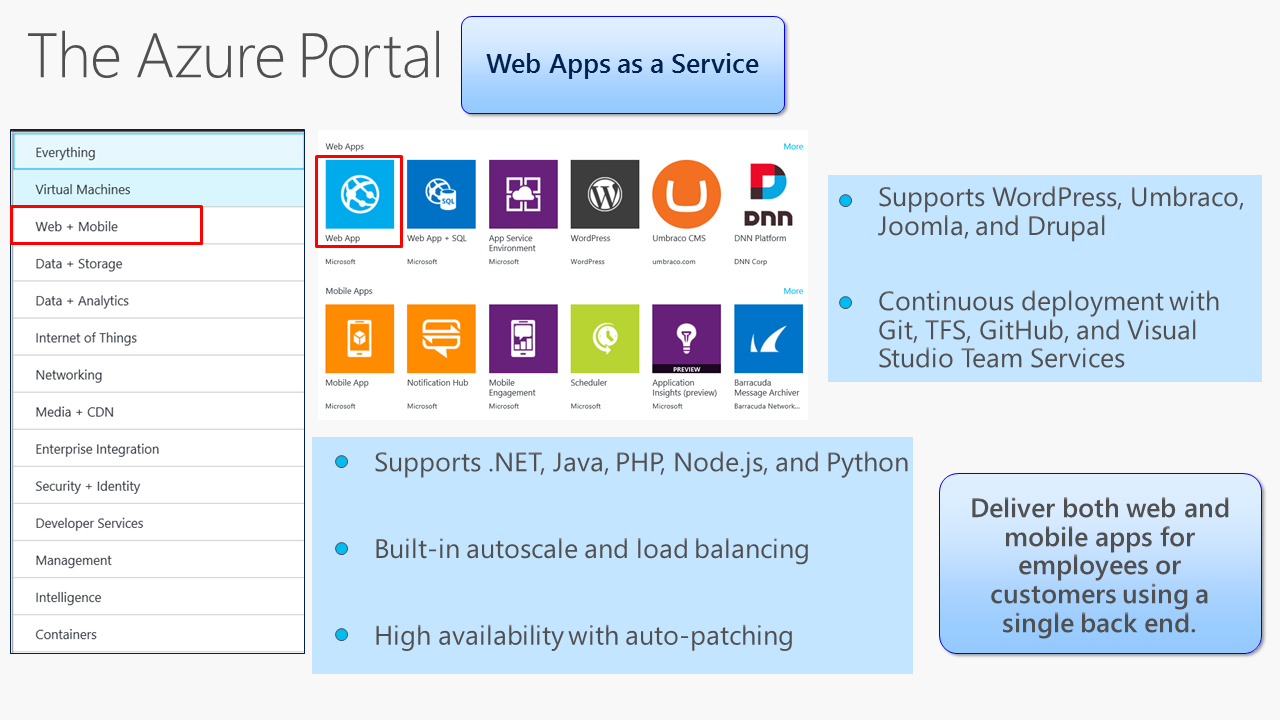 The Azure Portal
Web Apps as a Service
Everything
Virtual Machines
Web + Mobile
Data + Storage
Data + Analytics
Internet of Things
Networking
Media + CDN
Enterprise Integration
Security + Identity
Developer Services
Management
Intelligence
Containers
Web Apps More
SQL DNN
Web App Web App + SQL App Service WordPress Umbraco CMS DNN Platform
Environment
Microsoft Microsoft Microsoft WordPress umbraco.com DNN Corp
Mobile Apps More
PREVIEW
Mobile App Notification Hub Mobile Scheduler Application Barracuda
Engagement Insights (preview) Message Archiver
Microsoft Microsoft Microsoft Microsoft Microsoft Barracuda Network...
Supports WordPress, Umbraco,
Joomla, and Drupal
Continuous deployment with
Git, TFS, GitHub, and Visual
Studio Team Services
Supports .NET, Java, PHP, Node.js, and Python
Built-in autoscale and load balancing
High availability with auto-patching
Deliver both web and
mobile apps for
employees or
customers using a
single back end.